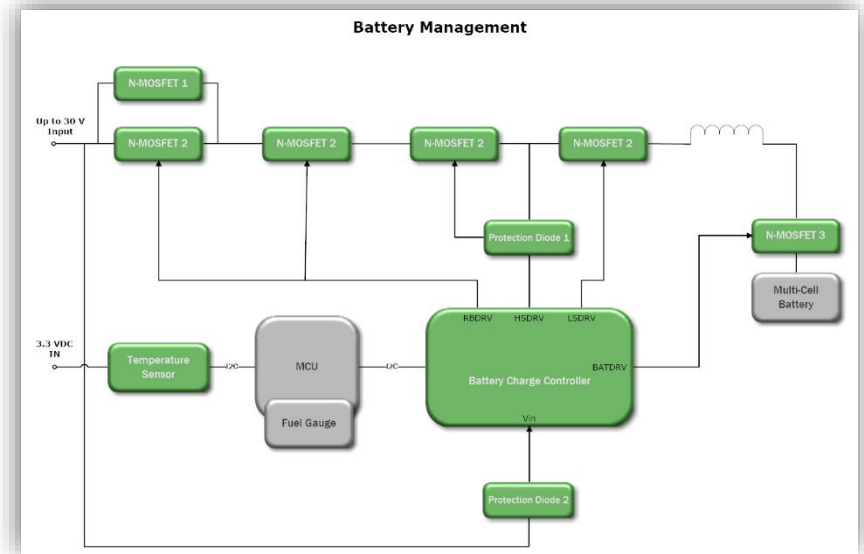 Battery Management
N-MOSFET 1
Up to 30 V
Input
N-MOSFET 2
N-MOSFET 2
N-MOSFET 2
N-MOSFET 2
Protection Diode 1
N-MOSFET 3
Multi-Cell
Battery
RBDRV
HSDRV
LSDRV
3.3 VDC
IN
Temperature
Sensor
I2C
MCU
I2C
BATDRV
Battery Charge Controller
Fuel Gauge
Vin
Protection Diode 2